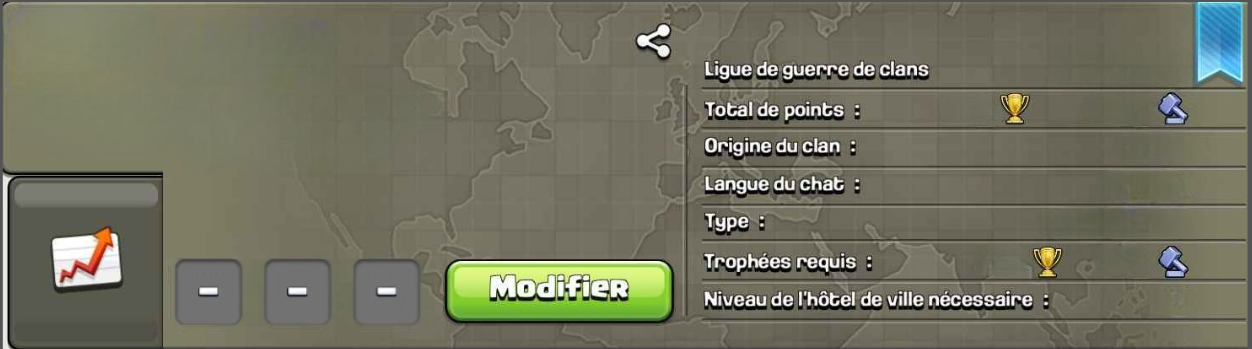 Ligue de guerre de clans
Total de points :
Origine du clan :
Langue du chat :
Type :
Trophées requis :
Niveau de l'hôtel de ville nécessaire :
- - -
Modifier